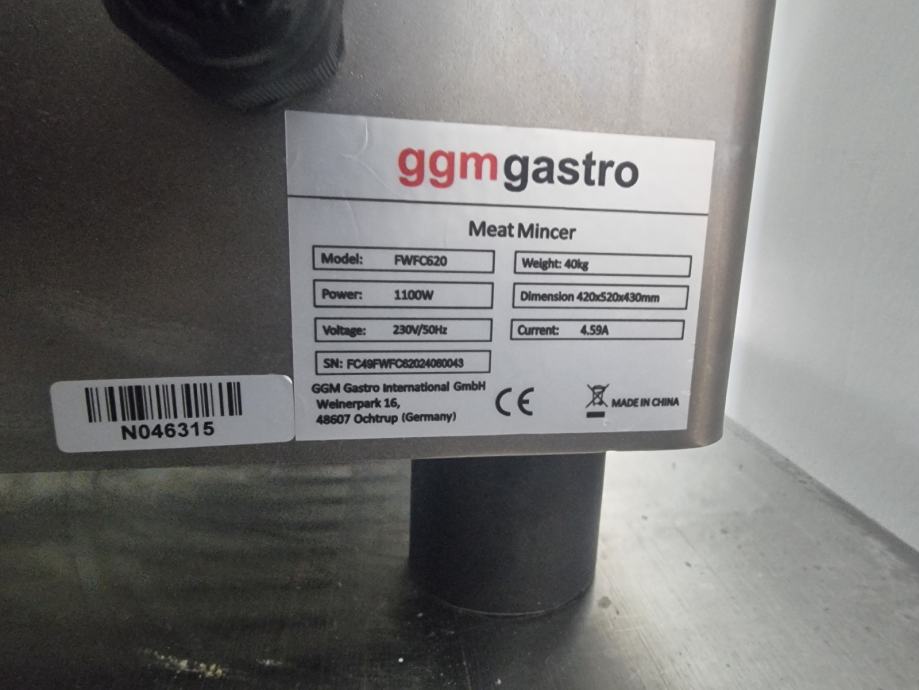 ggmgastro
Meat Mincer
Model: FWFC620
Weight: 40kg
Power: 1100W
Dimension 420x520x430mm
Voltage: 230V/50Hz
Current: 4.59A
SN: FC49FWFC62024060043
GGM Gastro International GmbH
Weinerpark 16,
48607 Ochtrup (Germany)
CE
MADE IN CHINA
N046315